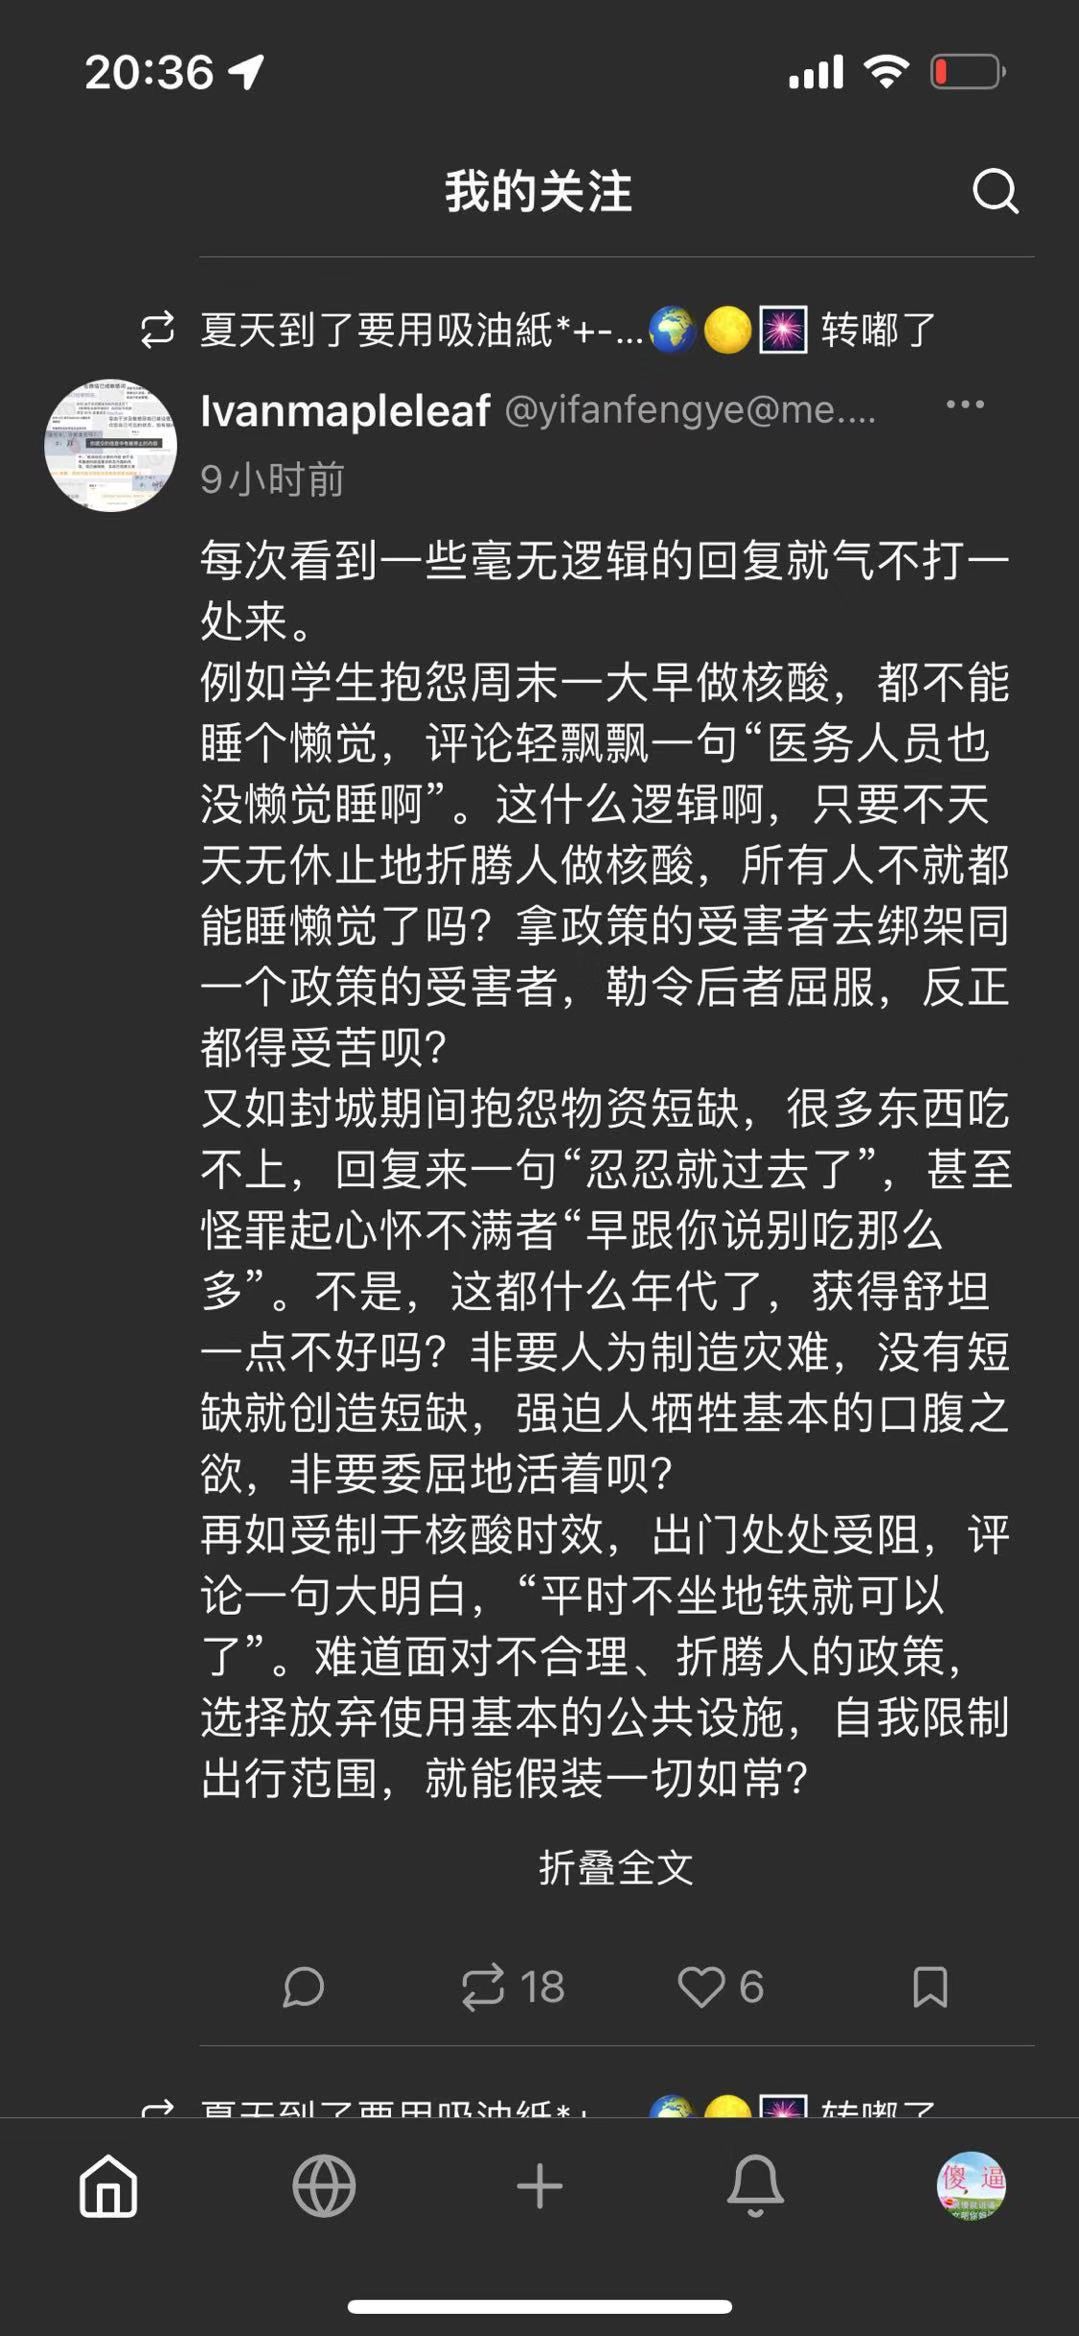 20:36
我的关注
夏天到了要用吸油紙*+-...🌍🌕🎆 转嘟了
Ivanmapleleaf @yifanfengye@me....
9小时前
每次看到一些毫无逻辑的回复就气不打一
处来。
例如学生抱怨周末一大早做核酸，都不能
睡个懒觉，评论轻飘飘一句“医务人员也
没懒觉睡啊”。这什么逻辑啊，只要不天
天无休止地折腾人做核酸，所有人不就都
能睡懒觉了吗？拿政策的受害者去绑架同
一个政策的受害者，勒令后者屈服，反正
都得受苦呗？
又如封城期间抱怨物资短缺，很多东西吃
不上，回复来一句“忍忍就过去了”，甚至
怪罪起心怀不满者“早跟你说别吃那么
多”。不是，这都什么年代了，获得舒坦
一点不好吗？非要人为制造灾难，没有短
缺就创造短缺，强迫人牺牲基本的口腹之
欲，非要委屈地活着呗？
再如受制于核酸时效，出门处处受阻，评
论一句大明白，“平时不坐地铁就可以
了”。难道面对不合理、折腾人的政策，
选择放弃使用基本的公共设施，自我限制
出行范围，就能假装一切如常？
折叠全文
18
6
夏天到了要用吸油紙*+-...🌍🌕🎆 转嘟了
傻逼